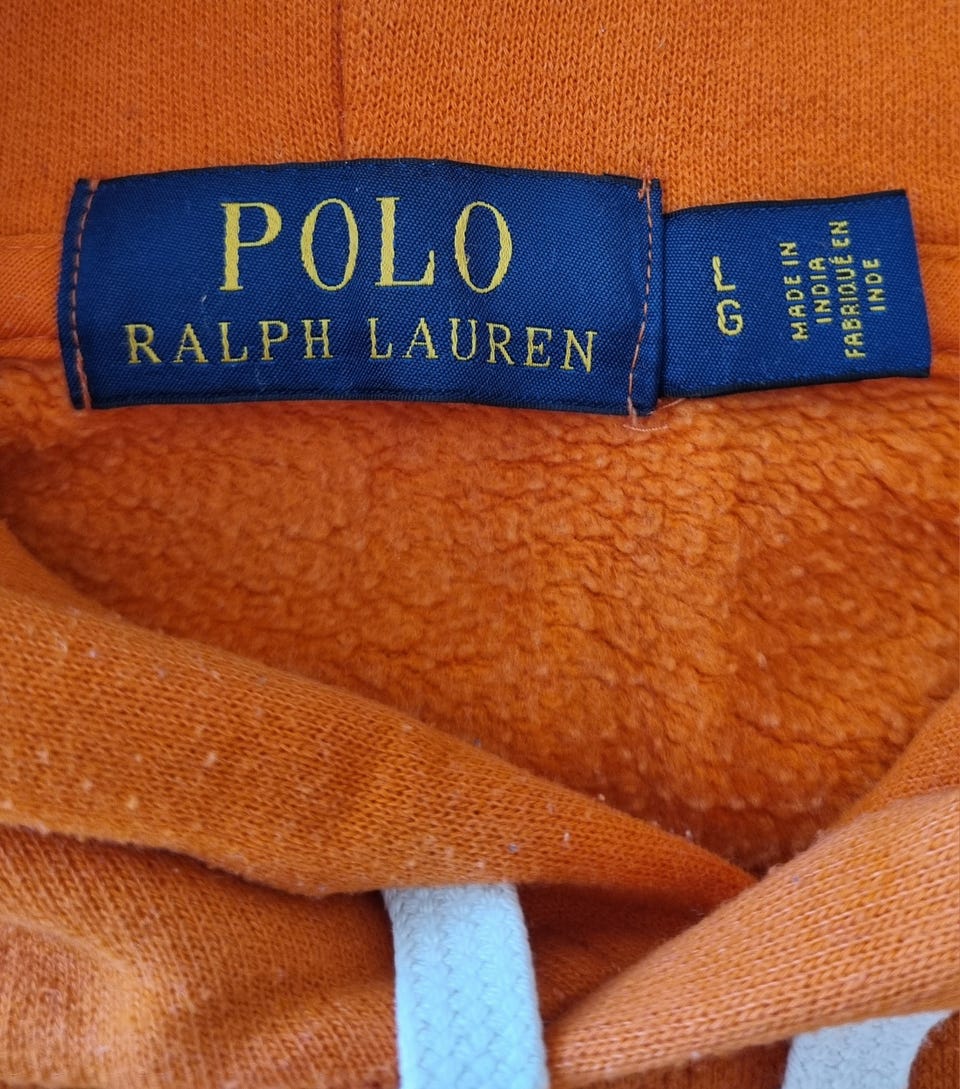 POLO
RALPH LAUREN
L
G
MADE IN
INDIA
FABRIQUÉ EN
INDE